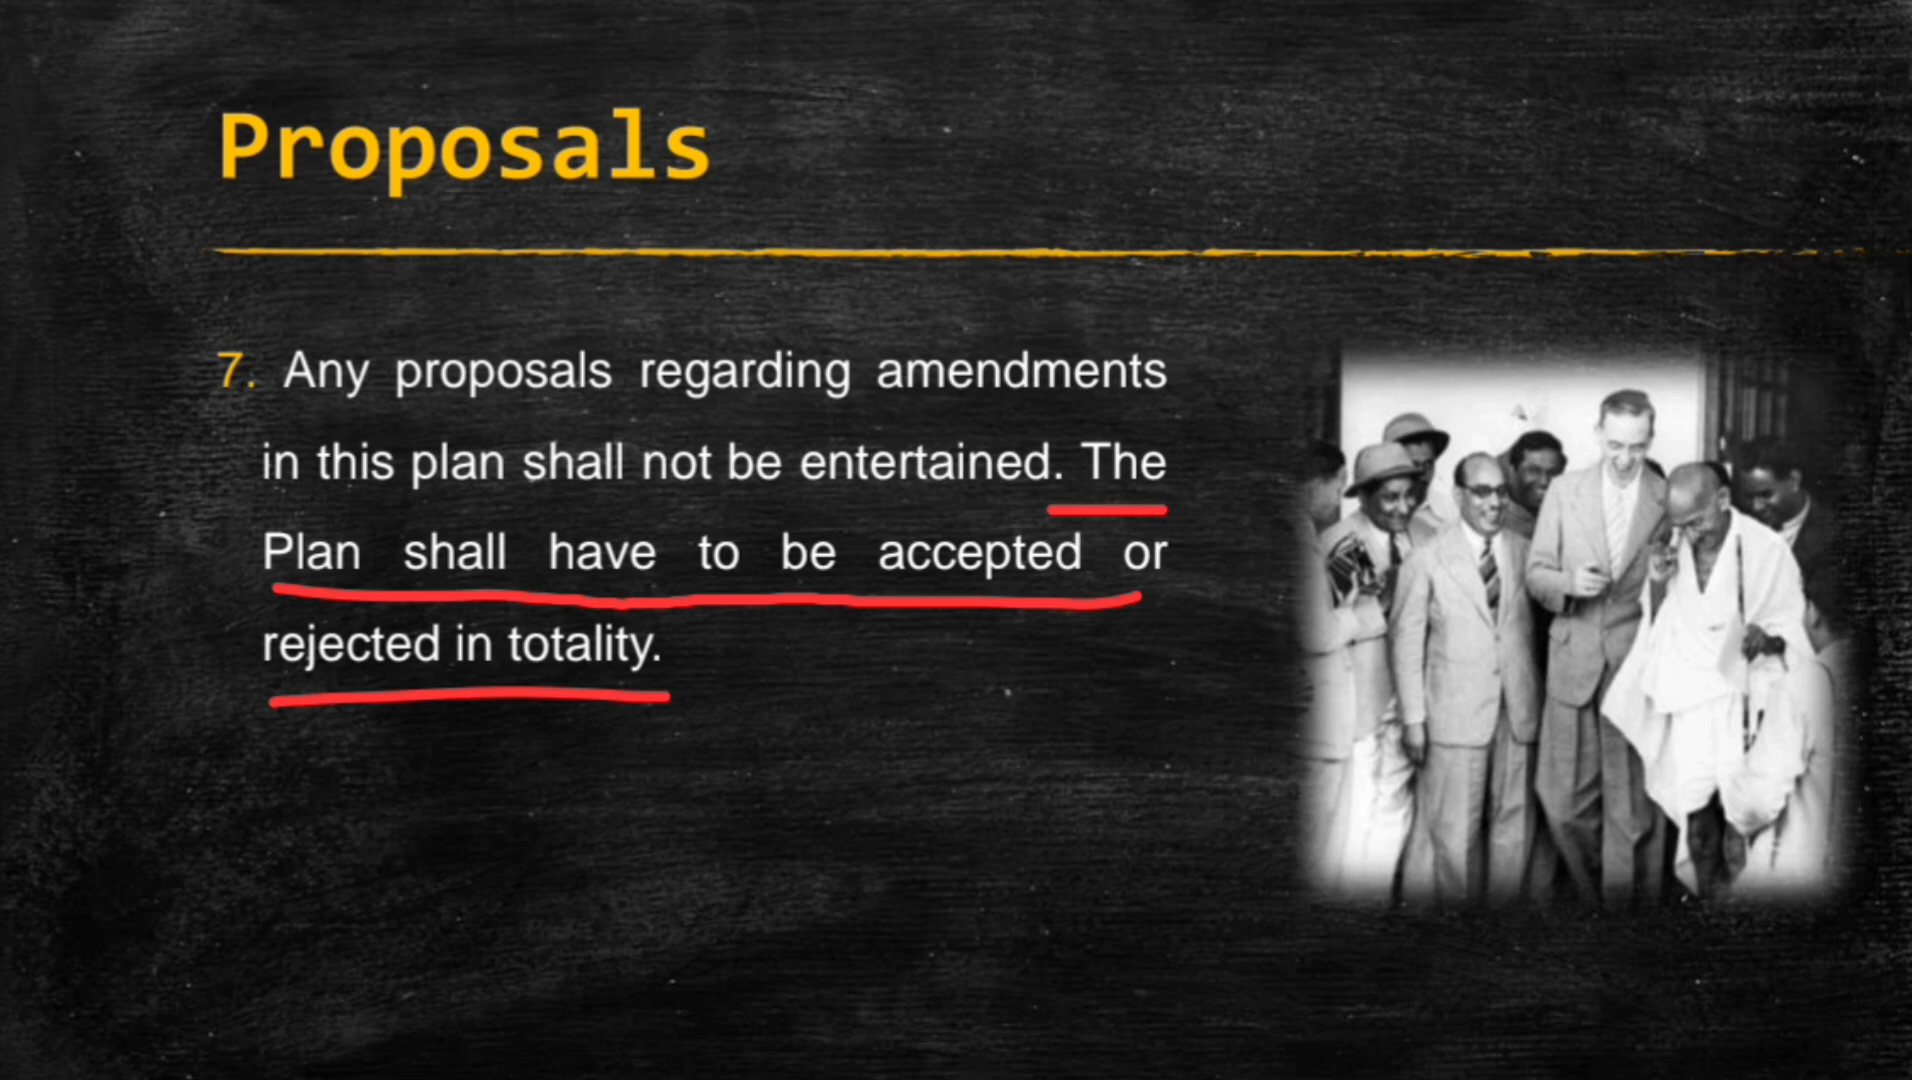 Proposals
7. Any proposals regarding amendments
in this plan shall not be entertained. The
Plan shall have to be accepted or
rejected in totality.